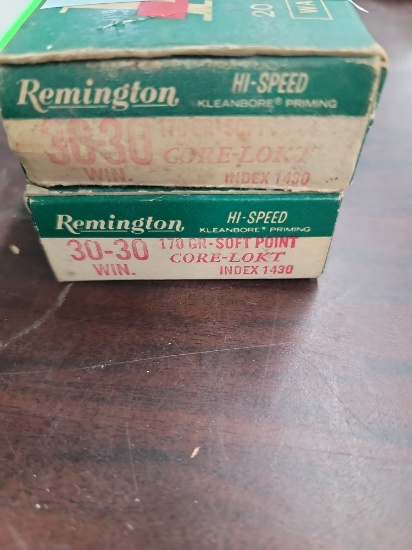 20
WA
Remington
HI-SPEED
KLEANBORE® PRIMING
30-30
WIN.
CORE-LOKT
INDEX 1430
Remington
HI-SPEED
KLEANBORE® PRIMING
30-30
WIN.
170 GR-SOFT POINT
CORE-LOKT
INDEX 1430